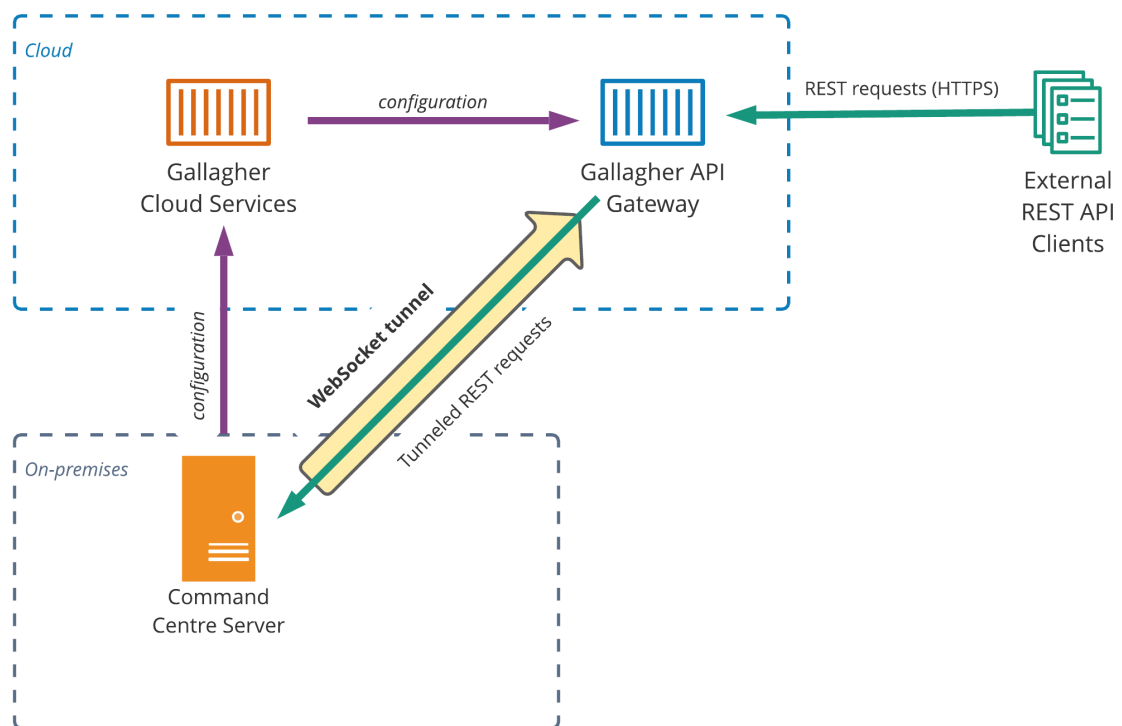 Cloud
configuration
REST requests (HTTPS)
Gallagher
Cloud Services
Gallagher API
Gateway
External
REST API
Clients
configuration
WebSocket tunnel
Tunneled REST requests
On-premises
Command
Centre Server